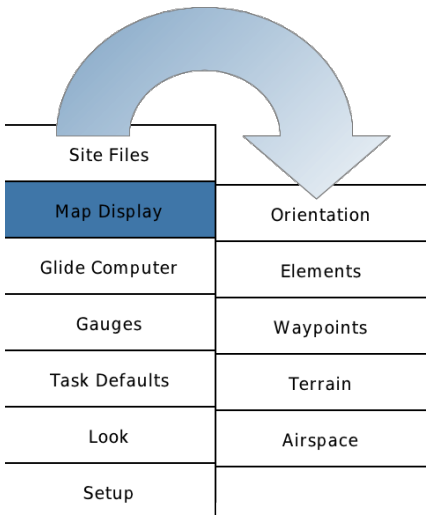 Site Files
Map Display
Glide Computer
Gauges
Task Defaults
Look
Setup
Orientation
Elements
Waypoints
Terrain
Airspace